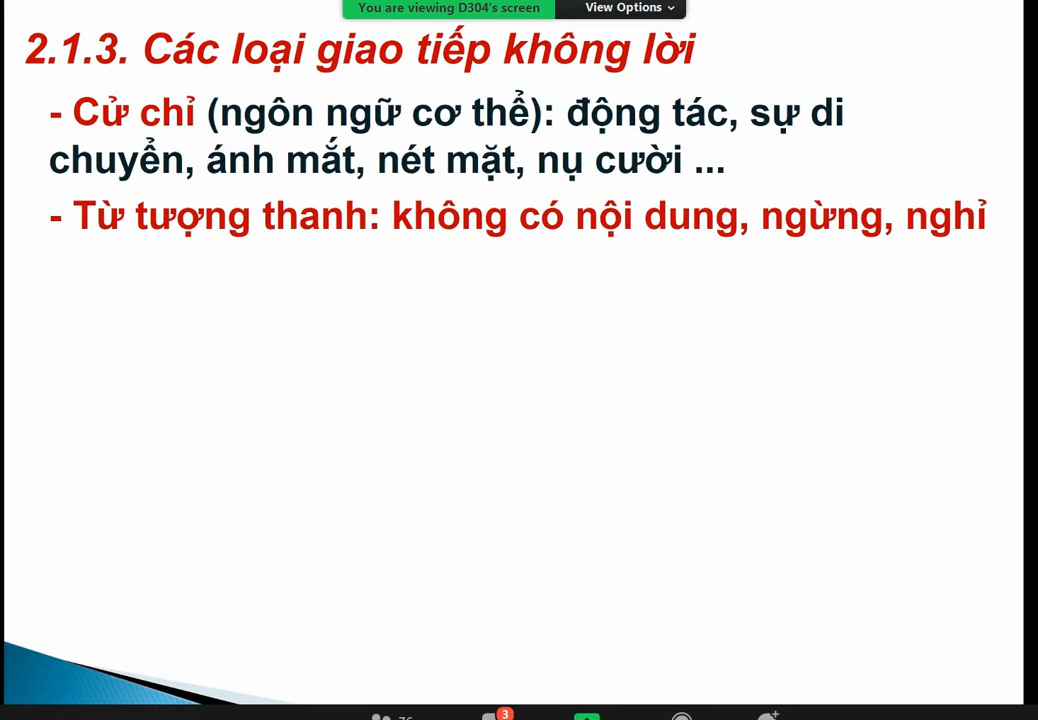 You are viewing D304's screen View Options
2.1.3. Các loại giao tiếp không lời
- Cử chỉ (ngôn ngữ cơ thể): động tác, sự di
chuyển, ánh mắt, nét mặt, nụ cười ...
- Từ tượng thanh: không có nội dung, ngừng, nghỉ
3